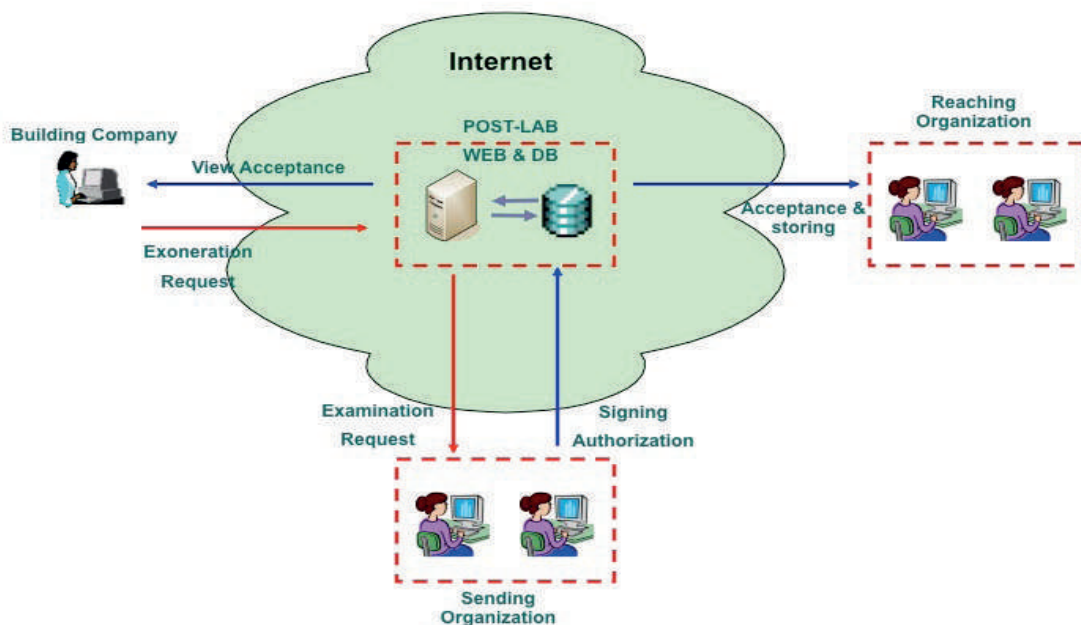 Internet
POST-LAB
WEB & DB
Building Company
View Acceptance
Exoneration
Request
Reaching
Organization
Acceptance &
storing
Examination
Request
Signing
Authorization
Sending
Organization